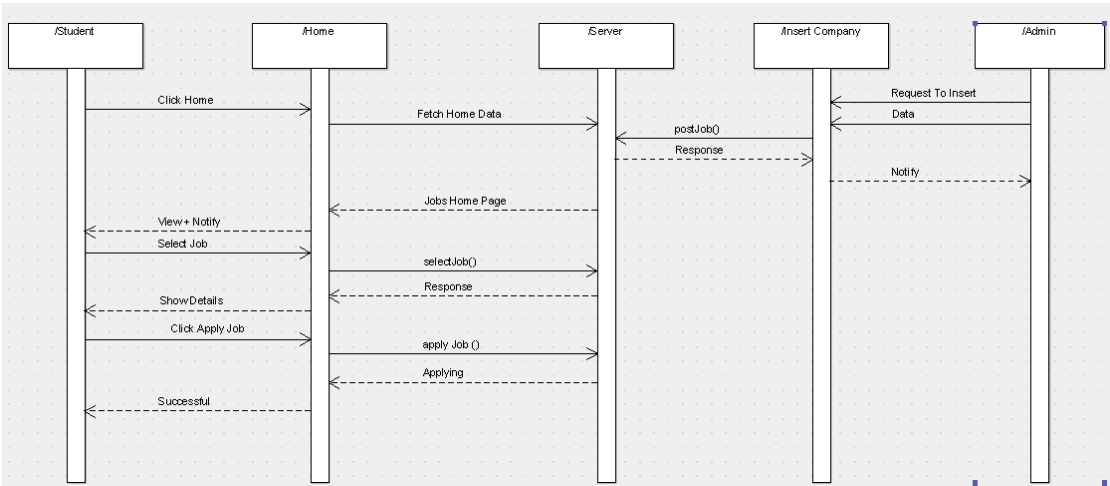 /Student
/Home
/Server
/Insert Company
/Admin
Click Home
Request To Insert
Fetch Home Data
Data
postJob()
Response
Notify
Jobs Home Page
View + Notify
Select Job
selectJob()
Response
Show Details
Click Apply Job
apply Job ()
Applying
Successful